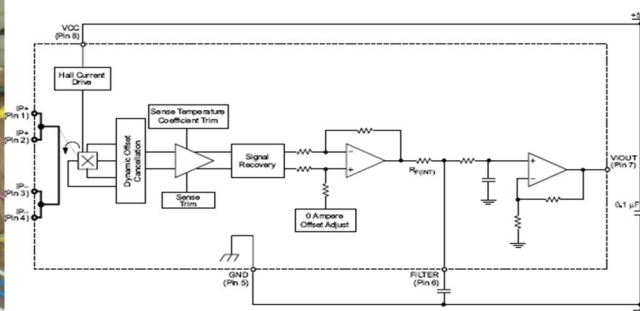 VCC
(Pin 8)
Hall Current
Drive
IP+
(Pin 1)
IP+
(Pin 2)
IP−
(Pin 3)
IP−
(Pin 4)
Dynamic Offset
Cancellation
Sense Temperature
Coefficient Trim
Sense
Trim
Signal
Recovery
0 Ampere
Offset Adjust
RF(INT)
VIOUT
(Pin 7)
0.1 µF
GND
(Pin 5)
FILTER
(Pin 6)